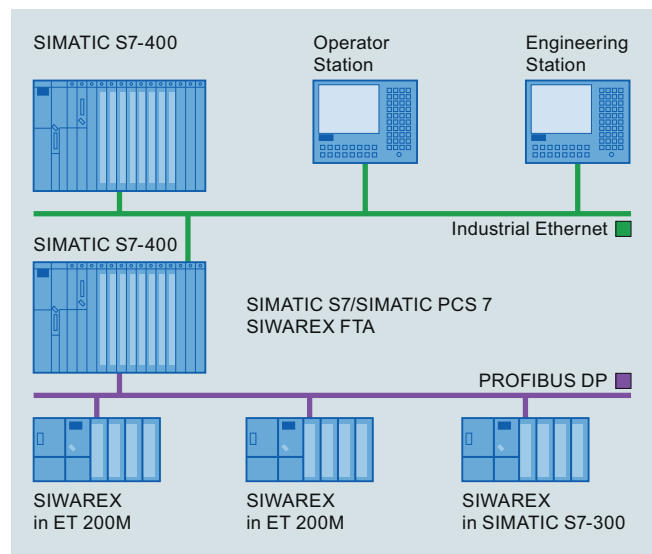 SIMATIC S7-400
Operator
Station
Engineering
Station
Industrial Ethernet
SIMATIC S7-400
SIMATIC S7/SIMATIC PCS 7
SIWAREX FTA
PROFIBUS DP
SIWAREX
in ET 200M
SIWAREX
in ET 200M
SIWAREX
in SIMATIC S7-300